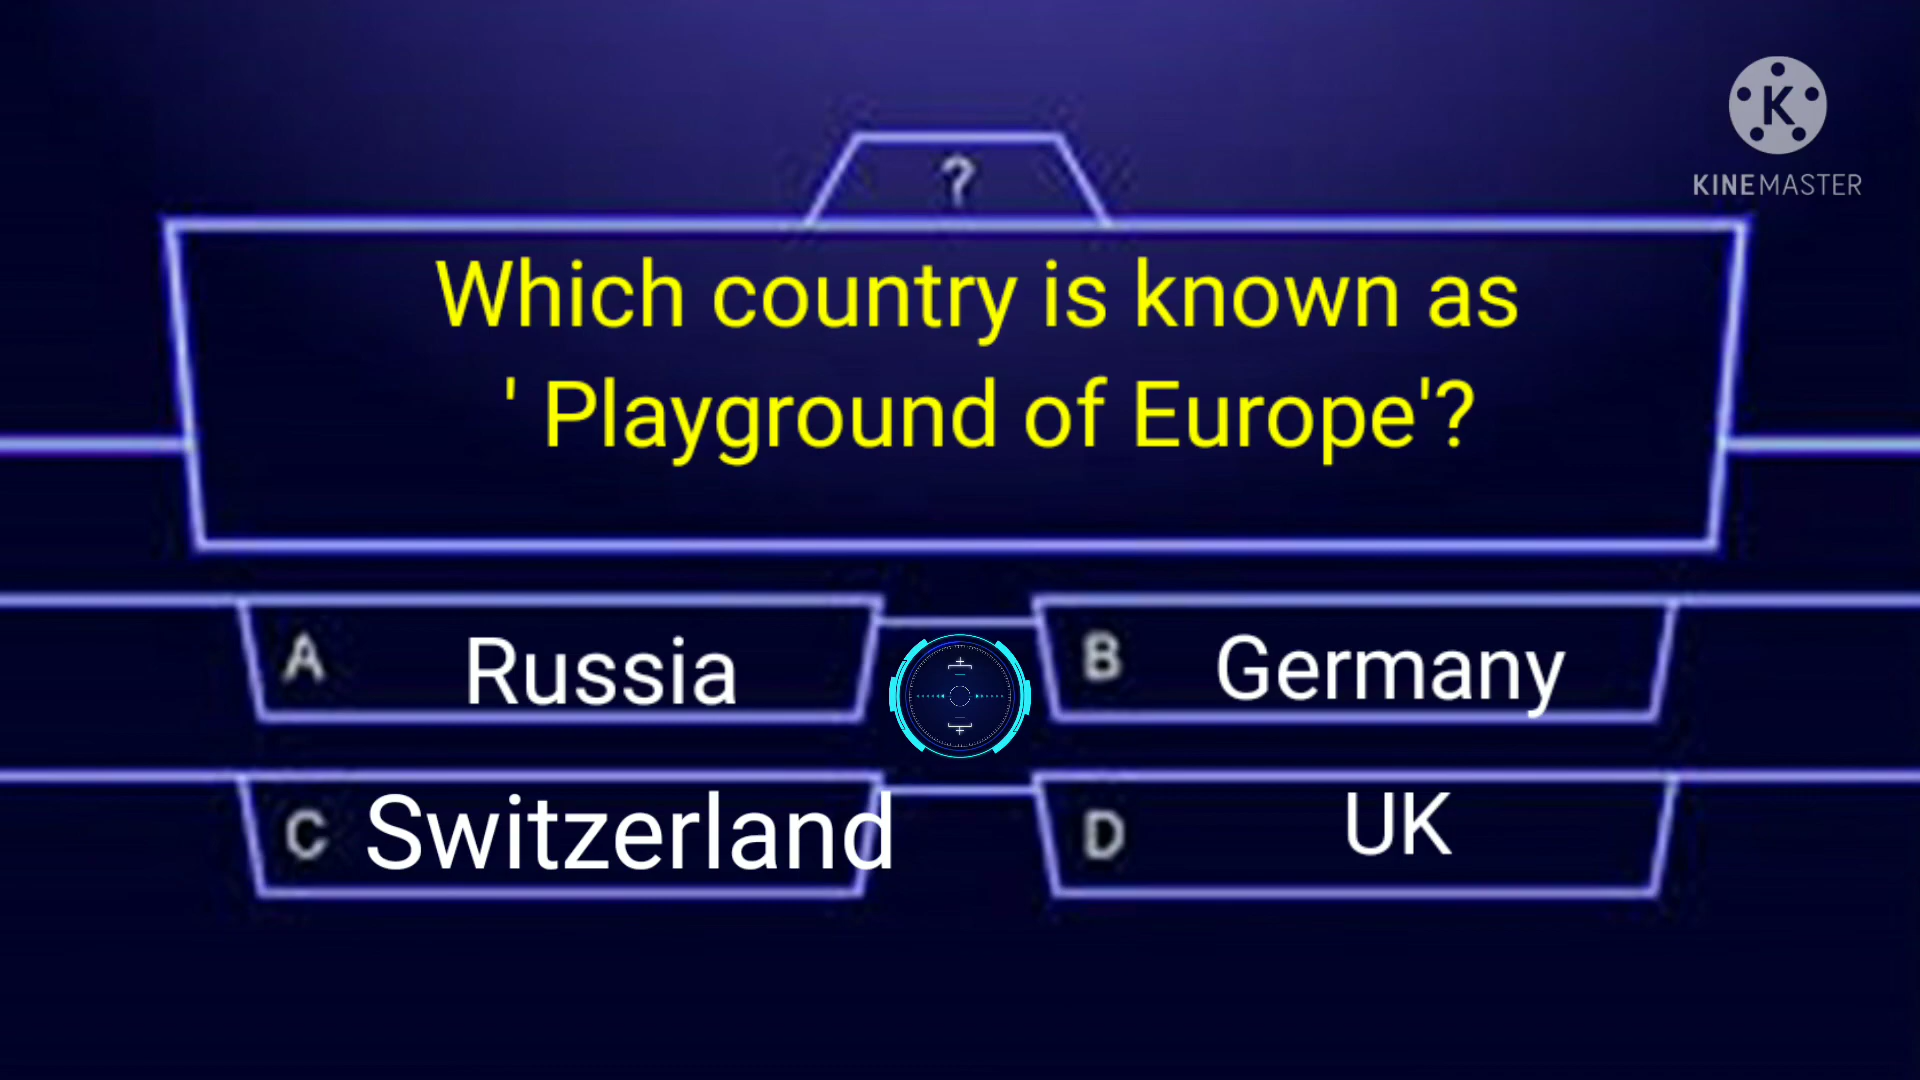 KINEMASTER
?
Which country is known as
' Playground of Europe'?
A Russia
B Germany
C Switzerland
D UK